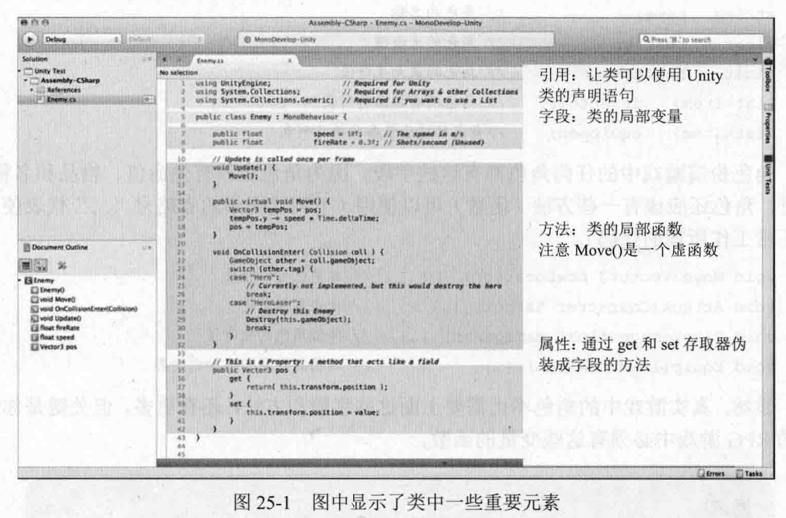 Assembly-CSharp - Enemy.cs - MonoDevelop-Unity
Debug
Default
MonoDevelop-Unity
Press '⌘.' to search
Solution
Unity Test
Assembly-CSharp
References
Enemy.cs
Document Outline
Enemy
Enemy()
void Move()
void OnCollisionEnter(Collision)
void Update()
float fireRate
float speed
Vector3 pos
Enemy.cs
No selection
1 using UnityEngine; // Required for Unity
2 using System.Collections; // Required for Arrays & other Collections
3 using System.Collections.Generic; // Required if you want to use a List
4
5 public class Enemy : MonoBehaviour {
6
7 public float speed = 10f; // The speed in m/s
8 public float fireRate = 0.3f; // Shots/second (Unused)
9
10 // Update is called once per frame
11 void Update() {
12 Move();
13 }
14
15 public virtual void Move() {
16 Vector3 tempPos = pos;
17 tempPos.y -= speed * Time.deltaTime;
18 pos = tempPos;
19 }
20
21 void OnCollisionEnter( Collision coll ) {
22 GameObject other = coll.gameObject;
23 switch (other.tag) {
24 case "Hero":
25 // Currently not implemented, but this would destroy the hero
26 break;
27 case "HeroLaser":
28 // Destroy this Enemy
29 Destroy(this.gameObject);
30 break;
31 }
32 }
33
34 // This is a Property: A method that acts like a field
35 public Vector3 pos {
36 get {
37 return( this.transform.position );
38 }
39 set {
40 this.transform.position = value;
41 }
42 }
43 }
44
45
引用：让类可以使用 Unity
类的声明语句
字段：类的局部变量
方法：类的局部函数
注意 Move()是一个虚函数
属性：通过 get 和 set 存取器伪
装成字段的方法
Toolbox
Properties
Unit Tests
Errors
Tasks
图 25-1 图中显示了类中一些重要元素